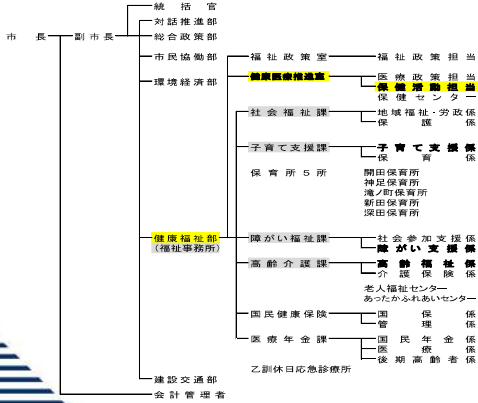 統括官
対話推進部
市長 副市長 総合政策部
市民協働部 福祉政策室 福祉政策担当
健康医療推進室 医療政策担当
環境経済部 保健活動担当
保健センター
社会福祉課 地域福祉・労政係
保護係
子育て支援課 子育て支援係
保育係
保育所5所 開田保育所
神足保育所
滝ノ町保育所
新田保育所
深田保育所
健康福祉部 障がい福祉課 社会参加支援係
(福祉事務所) 障がい支援係
高齢介護課 高齢福祉係
介護保険係
老人福祉センター
あったかふれあいセンター
国民健康保険 国保係
管理係
医療年金課 国民年金係
医療係
後期高齢者係
乙訓休日応急診療所
建設交通部
会計管理者